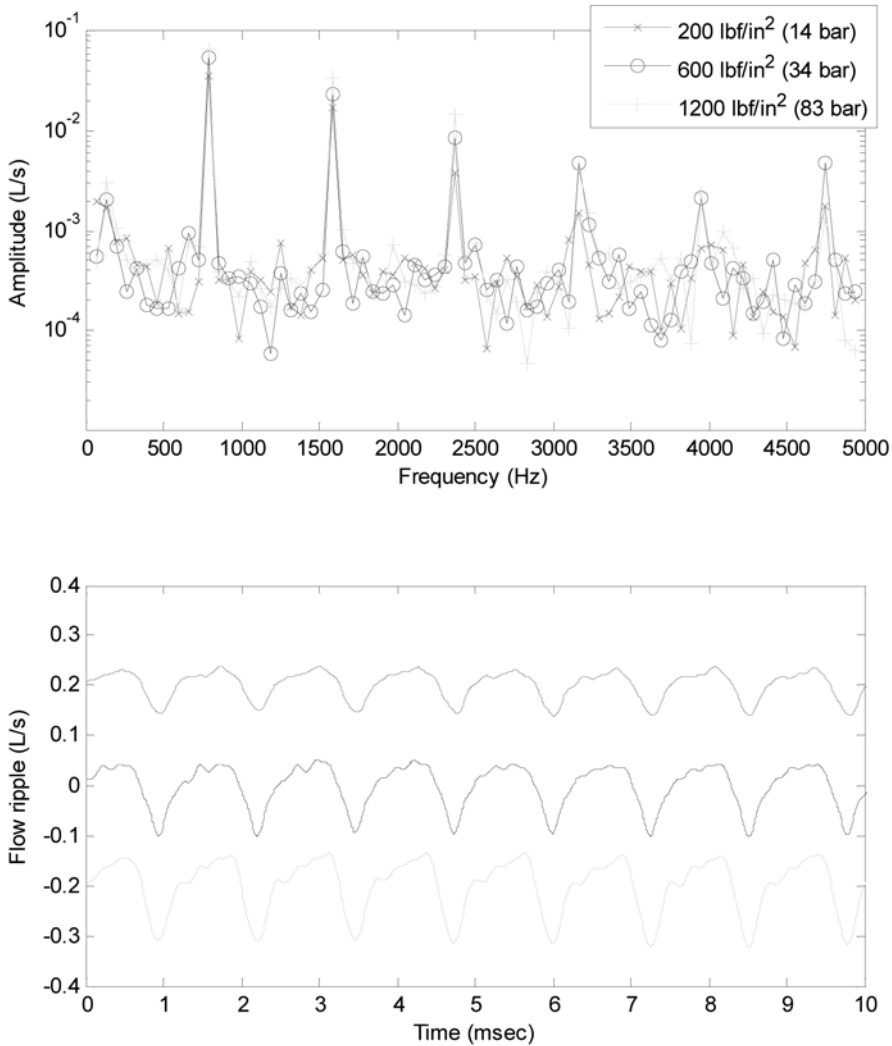 10^-1
10^-2
10^-3
10^-4
Amplitude (L/s)
200 lbf/in² (14 bar)
600 lbf/in² (34 bar)
1200 lbf/in² (83 bar)
0 500 1000 1500 2000 2500 3000 3500 4000 4500 5000
Frequency (Hz)
0.4
0.3
0.2
0.1
0
-0.1
-0.2
-0.3
-0.4
Flow ripple (L/s)
0 1 2 3 4 5 6 7 8 9 10
Time (msec)